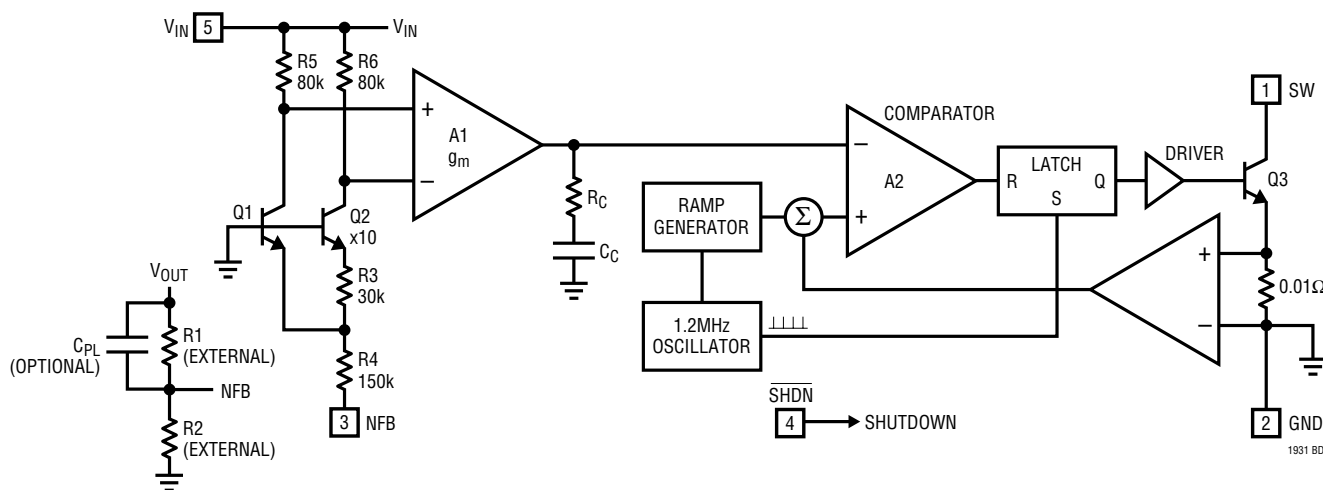 VIN 5 VIN
R5
80k
R6
80k
+
A1
gm
−
Q1
Q2
x10
R3
30k
R4
150k
3 NFB
VOUT
CPL
(OPTIONAL)
R1
(EXTERNAL)
NFB
R2
(EXTERNAL)
RC
CC
RAMP
GENERATOR
Σ
1.2MHz
OSCILLATOR
COMPARATOR
−
A2
+
LATCH
R Q
S
DRIVER
1 SW
Q3
+
−
0.01Ω
SHDN
4 SHUTDOWN
2 GND
1931 BD